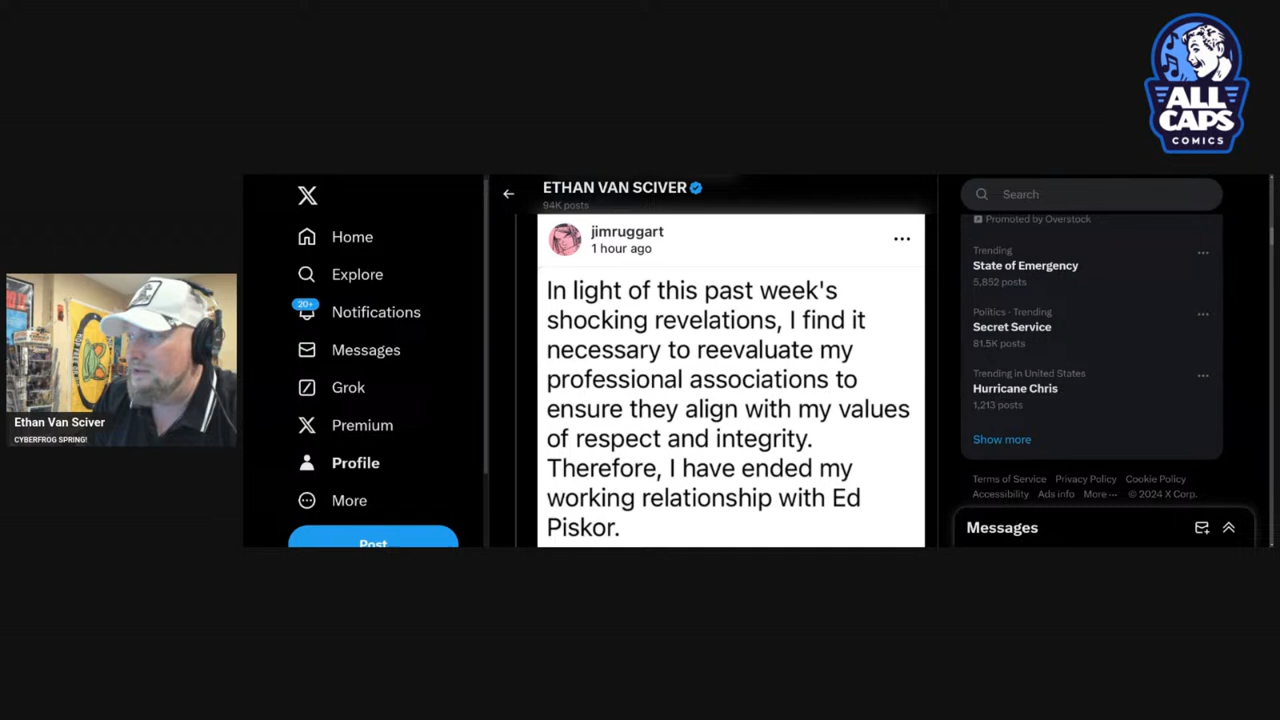 ALL
CAPS
COMICS
ETHAN VAN SCIVER
94K posts
Home
Explore
20+
Notifications
Messages
Grok
Premium
Profile
More
Post
jimruggart
1 hour ago
In light of this past week's
shocking revelations, I find it
necessary to reevaluate my
professional associations to
ensure they align with my values
of respect and integrity.
Therefore, I have ended my
working relationship with Ed
Piskor.
Search
Promoted by Overstock
Trending
State of Emergency
5,852 posts
Politics · Trending
Secret Service
81.5K posts
Trending in United States
Hurricane Chris
1,213 posts
Show more
Terms of Service Privacy Policy Cookie Policy
Accessibility Ads info More ··· © 2024 X Corp.
Messages
Ethan Van Sciver
CYBERFROG SPRING!